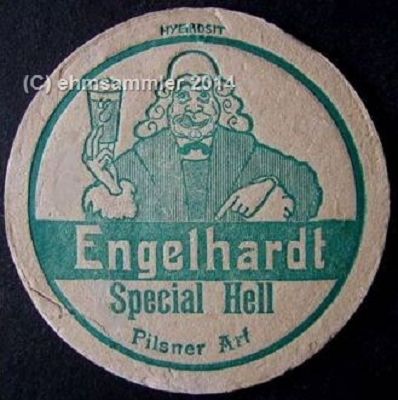 HYGROSIT
(C) ehmsammler 2014
Engelhardt
Special Hell
Pilsner Art